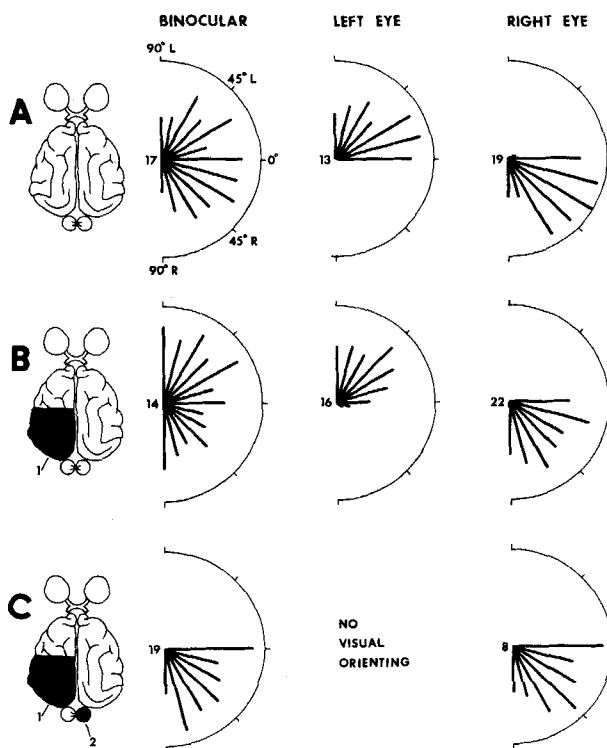 BINOCULAR LEFT EYE RIGHT EYE
90° L
45° L
A 17 0° 13 19
45° R
90° R
B 14 16 22
1
C 19 NO 8
VISUAL
ORIENTING
1 2